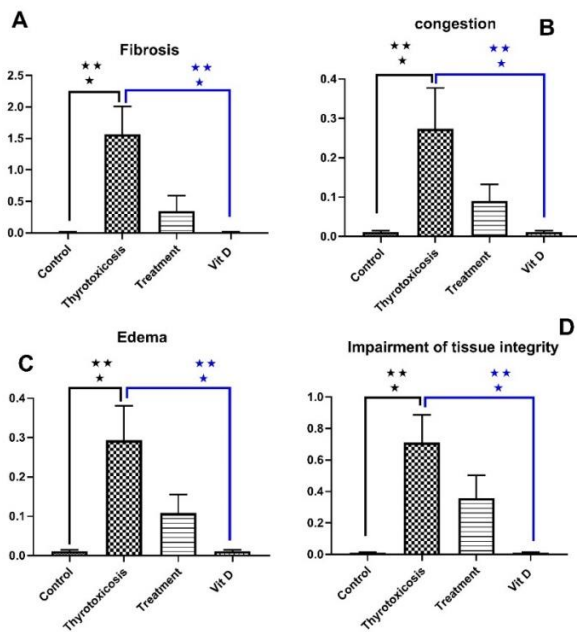 A
Fibrosis
★★
★
★★
★
2.5
2.0
1.5
1.0
0.5
0.0
Control
Thyrotoxicosis
Treatment
Vit D
congestion
B
★★
★
★★
★
0.4
0.3
0.2
0.1
0.0
Control
Thyrotoxicosis
Treatment
Vit D
Edema
C
★★
★
★★
★
0.4
0.3
0.2
0.1
0.0
Control
Thyrotoxicosis
Treatment
Vit D
D
Impairment of tissue integrity
★★
★
★★
★
1.0
0.8
0.6
0.4
0.2
0.0
Control
Thyrotoxicosis
Treatment
Vit D